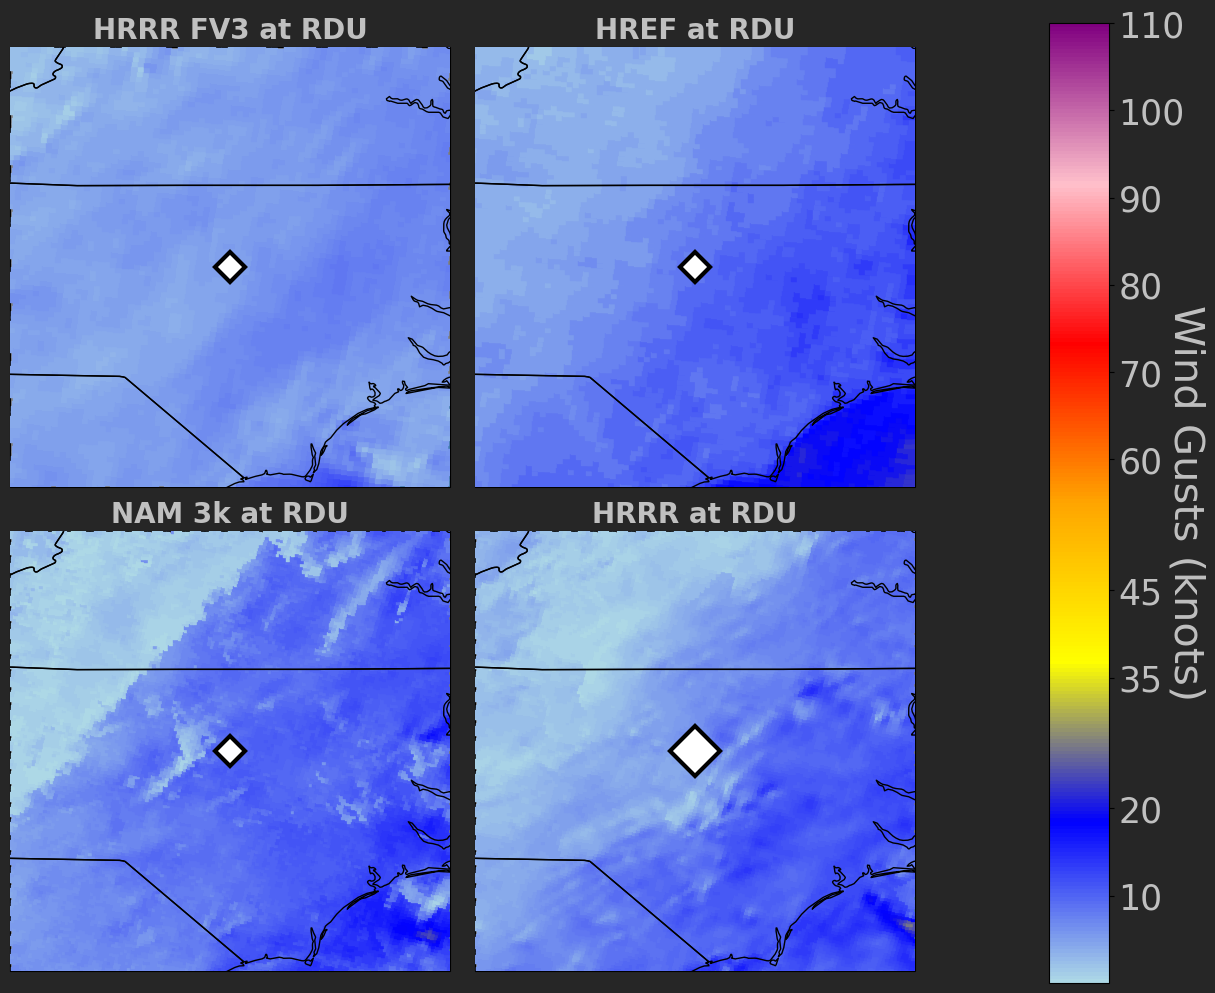 HRRR FV3 at RDU
HREF at RDU
NAM 3k at RDU
HRRR at RDU
110
100
90
80
70
60
45
35
20
10
Wind Gusts (knots)